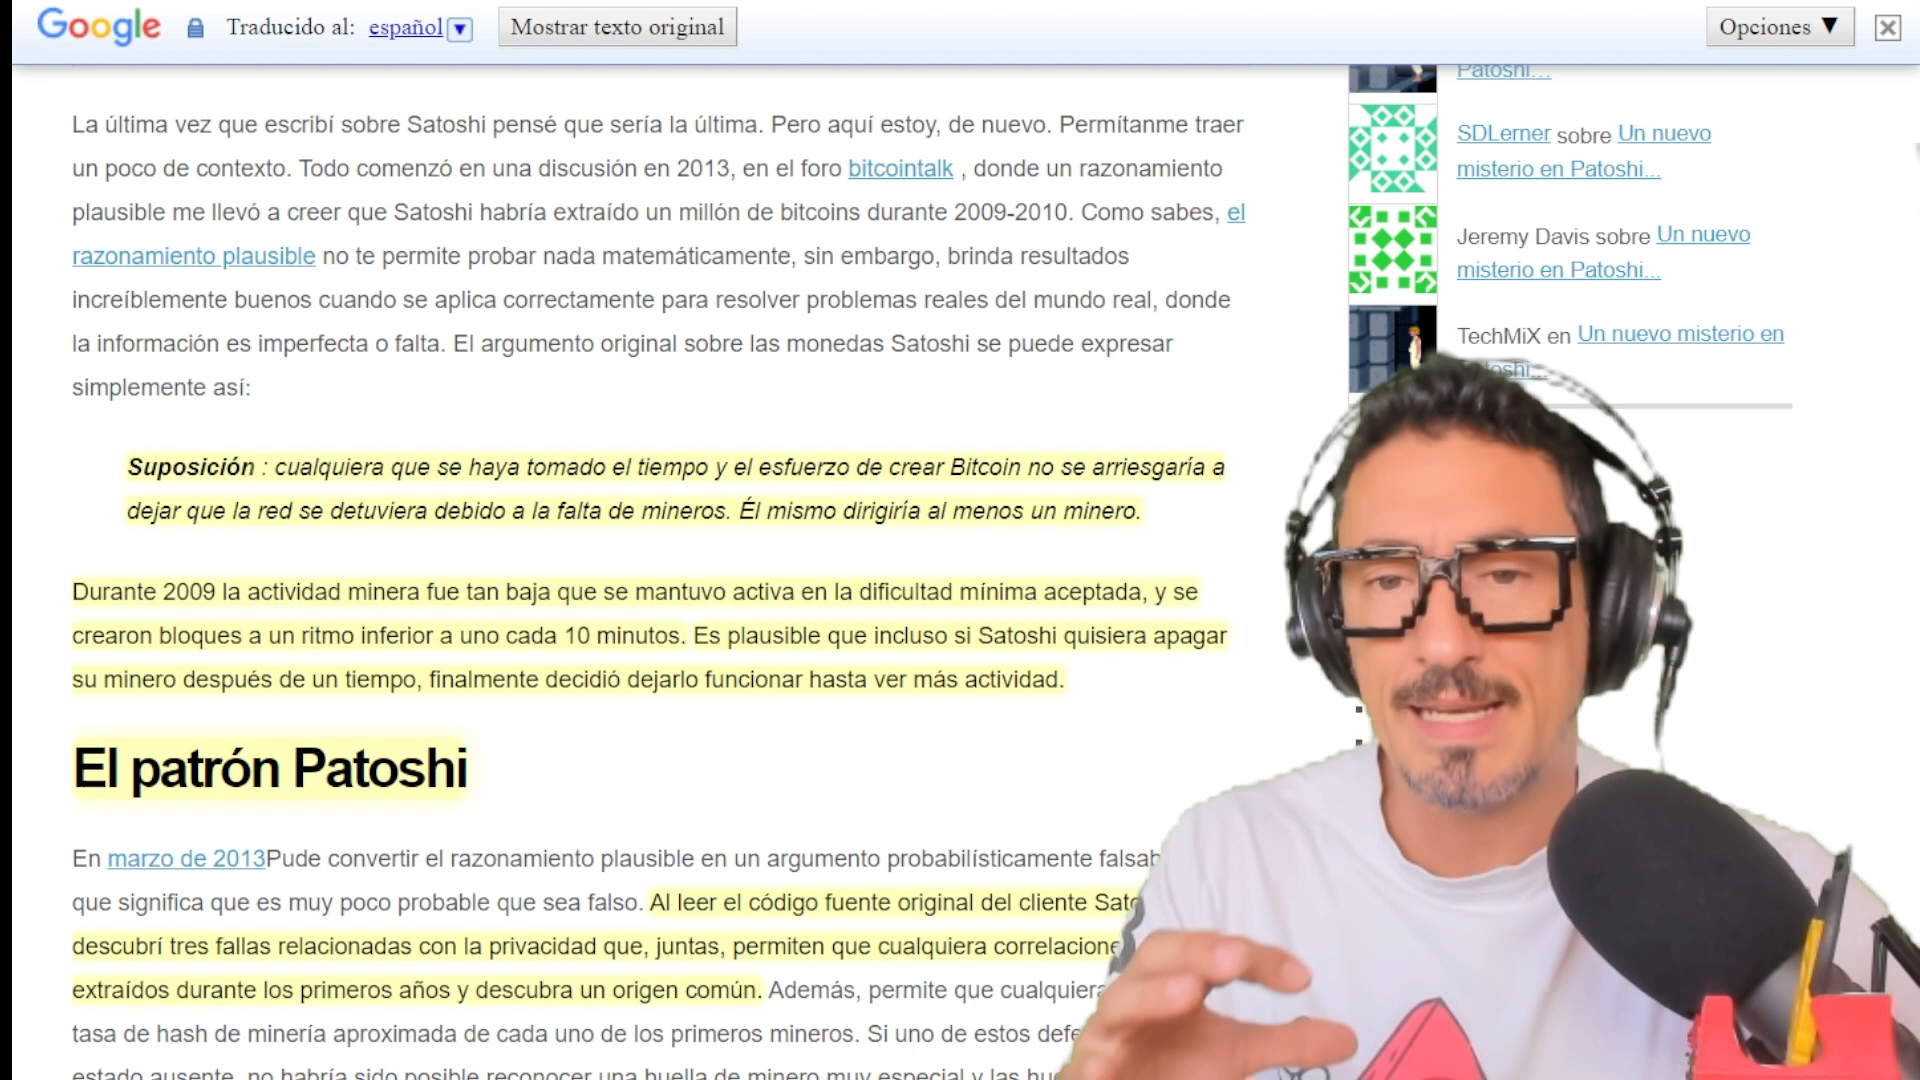 Google Traducido al: español ▼ Mostrar texto original Opciones ▼
Patoshi...
La última vez que escribí sobre Satoshi pensé que sería la última. Pero aquí estoy, de nuevo. Permítanme traer
un poco de contexto. Todo comenzó en una discusión en 2013, en el foro bitcointalk , donde un razonamiento
plausible me llevó a creer que Satoshi habría extraído un millón de bitcoins durante 2009-2010. Como sabes, el
razonamiento plausible no te permite probar nada matemáticamente, sin embargo, brinda resultados
increíblemente buenos cuando se aplica correctamente para resolver problemas reales del mundo real, donde
la información es imperfecta o falta. El argumento original sobre las monedas Satoshi se puede expresar
simplemente así:
Suposición : cualquiera que se haya tomado el tiempo y el esfuerzo de crear Bitcoin no se arriesgaría a
dejar que la red se detuviera debido a la falta de mineros. Él mismo dirigiría al menos un minero.
Durante 2009 la actividad minera fue tan baja que se mantuvo activa en la dificultad mínima aceptada, y se
crearon bloques a un ritmo inferior a uno cada 10 minutos. Es plausible que incluso si Satoshi quisiera apagar
su minero después de un tiempo, finalmente decidió dejarlo funcionar hasta ver más actividad.
El patrón Patoshi
En marzo de 2013Pude convertir el razonamiento plausible en un argumento probabilísticamente
que significa que es muy poco probable que sea falso. Al leer el código fuente original del cliente
descubrí tres fallas relacionadas con la privacidad que, juntas, permiten que cualquiera
extraídos durante los primeros años y descubra un origen común. Además, permite que cualquiera
tasa de hash de minería aproximada de cada uno de los primeros mineros. Si uno de estos
estado ausente, no habría sido posible reconocer una huella de minero muy especial y las
SDLerner sobre Un nuevo
misterio en Patoshi...
Jeremy Davis sobre Un nuevo
misterio en Patoshi...
TechMiX en Un nuevo misterio en